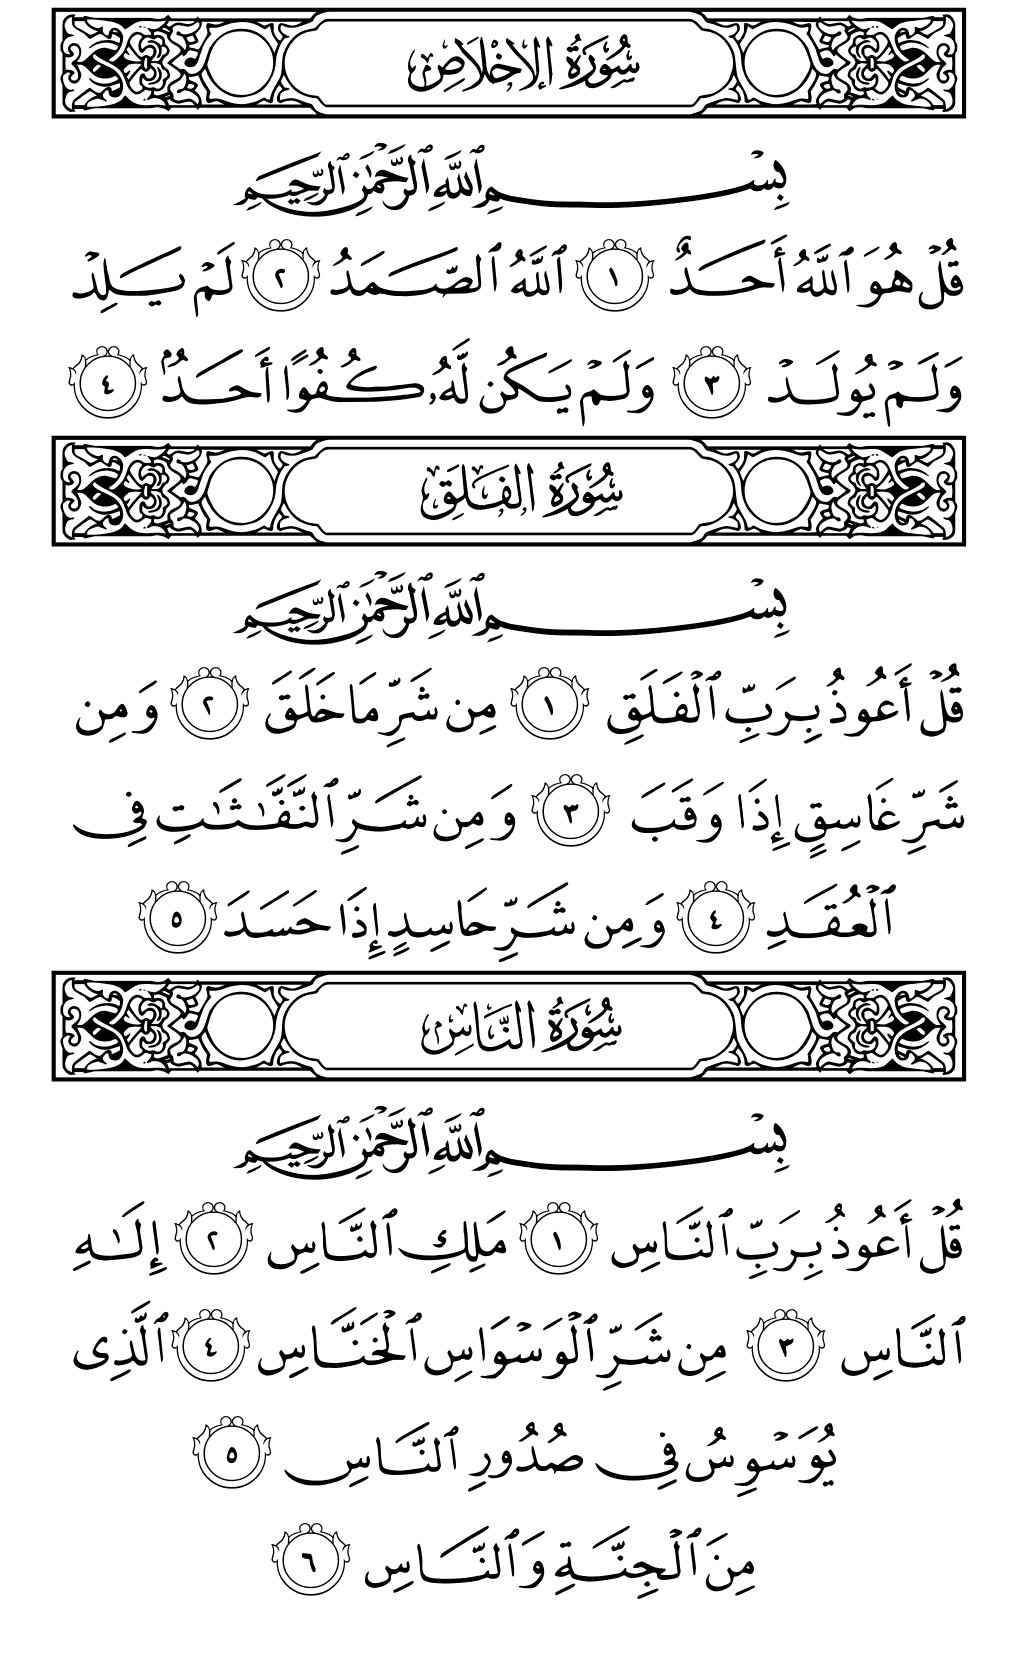 سُورَةُ الإِخْلَاصِ
بِسْمِ ٱللَّهِ ٱلرَّحْمَٰنِ ٱلرَّحِيمِ
قُلْ هُوَ ٱللَّهُ أَحَدٌ ١ ٱللَّهُ ٱلصَّمَدُ ٢ لَمْ يَلِدْ
وَلَمْ يُولَدْ ٣ وَلَمْ يَكُن لَّهُۥ كُفُوًا أَحَدٌۢ ٤
سُورَةُ الفَلَقِ
بِسْمِ ٱللَّهِ ٱلرَّحْمَٰنِ ٱلرَّحِيمِ
قُلْ أَعُوذُ بِرَبِّ ٱلْفَلَقِ ١ مِن شَرِّ مَا خَلَقَ ٢ وَمِن
شَرِّ غَاسِقٍ إِذَا وَقَبَ ٣ وَمِن شَرِّ ٱلنَّفَّٰثَٰتِ فِى
ٱلْعُقَدِ ٤ وَمِن شَرِّ حَاسِدٍ إِذَا حَسَدَ ٥
سُورَةُ النَّاسِ
بِسْمِ ٱللَّهِ ٱلرَّحْمَٰنِ ٱلرَّحِيمِ
قُلْ أَعُوذُ بِرَبِّ ٱلنَّاسِ ١ مَلِكِ ٱلنَّاسِ ٢ إِلَٰهِ
ٱلنَّاسِ ٣ مِن شَرِّ ٱلْوَسْوَاسِ ٱلْخَنَّاسِ ٤ ٱلَّذِى
يُوَسْوِسُ فِى صُدُورِ ٱلنَّاسِ ٥
مِنَ ٱلْجِنَّةِ وَٱلنَّاسِ ٦